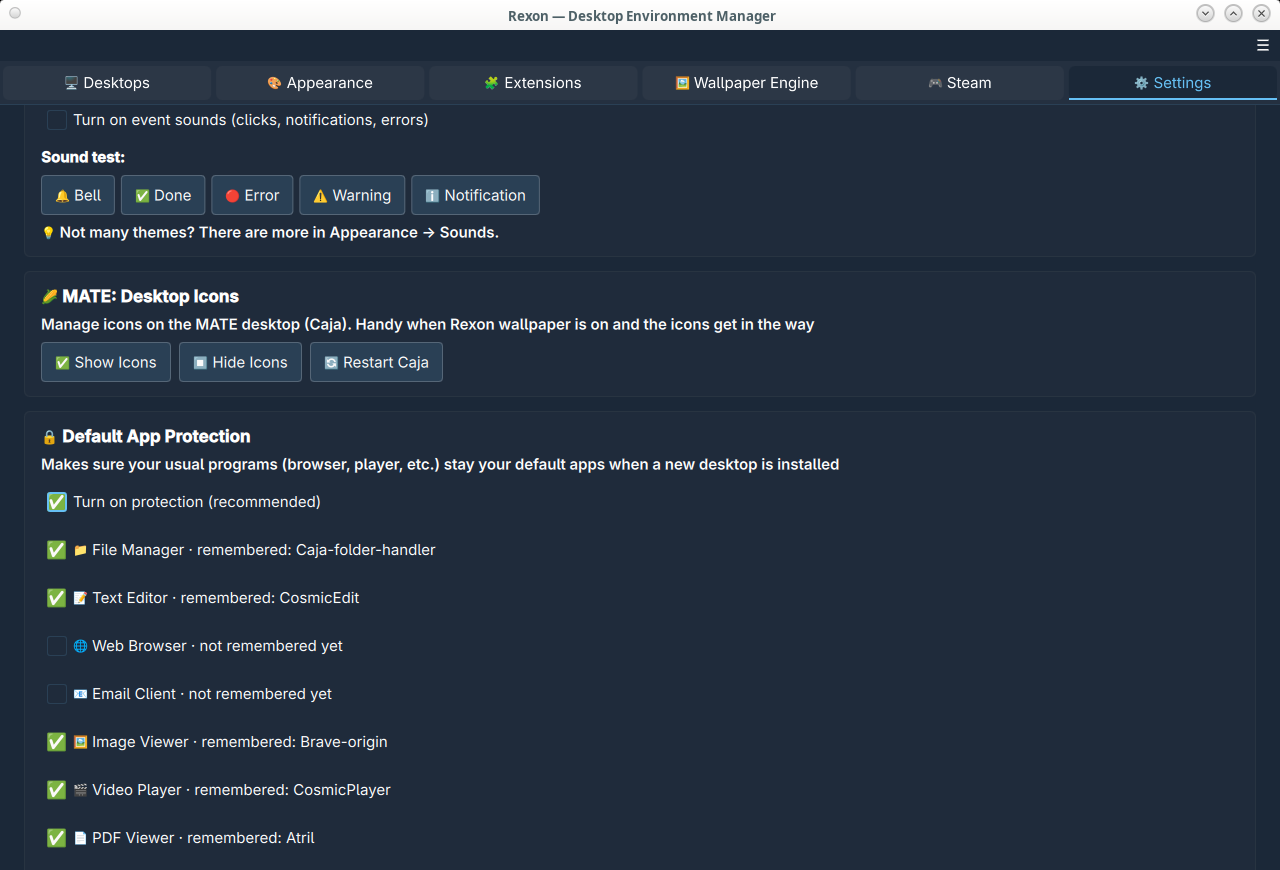 Rexon — Desktop Environment Manager
☰
🖥️ Desktops 🎨 Appearance 🧩 Extensions 🖼️ Wallpaper Engine 🎮 Steam ⚙️ Settings
Turn on event sounds (clicks, notifications, errors)
Sound test:
🔔 Bell ✅ Done 🔴 Error ⚠️ Warning ℹ️ Notification
💡 Not many themes? There are more in Appearance → Sounds.
🌽 MATE: Desktop Icons
Manage icons on the MATE desktop (Caja). Handy when Rexon wallpaper is on and the icons get in the way
✅ Show Icons ⏹️ Hide Icons 🔄 Restart Caja
🔒 Default App Protection
Makes sure your usual programs (browser, player, etc.) stay your default apps when a new desktop is installed
✅ Turn on protection (recommended)
✅ 📁 File Manager · remembered: Caja-folder-handler
✅ 📝 Text Editor · remembered: CosmicEdit
🌐 Web Browser · not remembered yet
📧 Email Client · not remembered yet
✅ 🖼️ Image Viewer · remembered: Brave-origin
✅ 🎬 Video Player · remembered: CosmicPlayer
✅ 📄 PDF Viewer · remembered: Atril